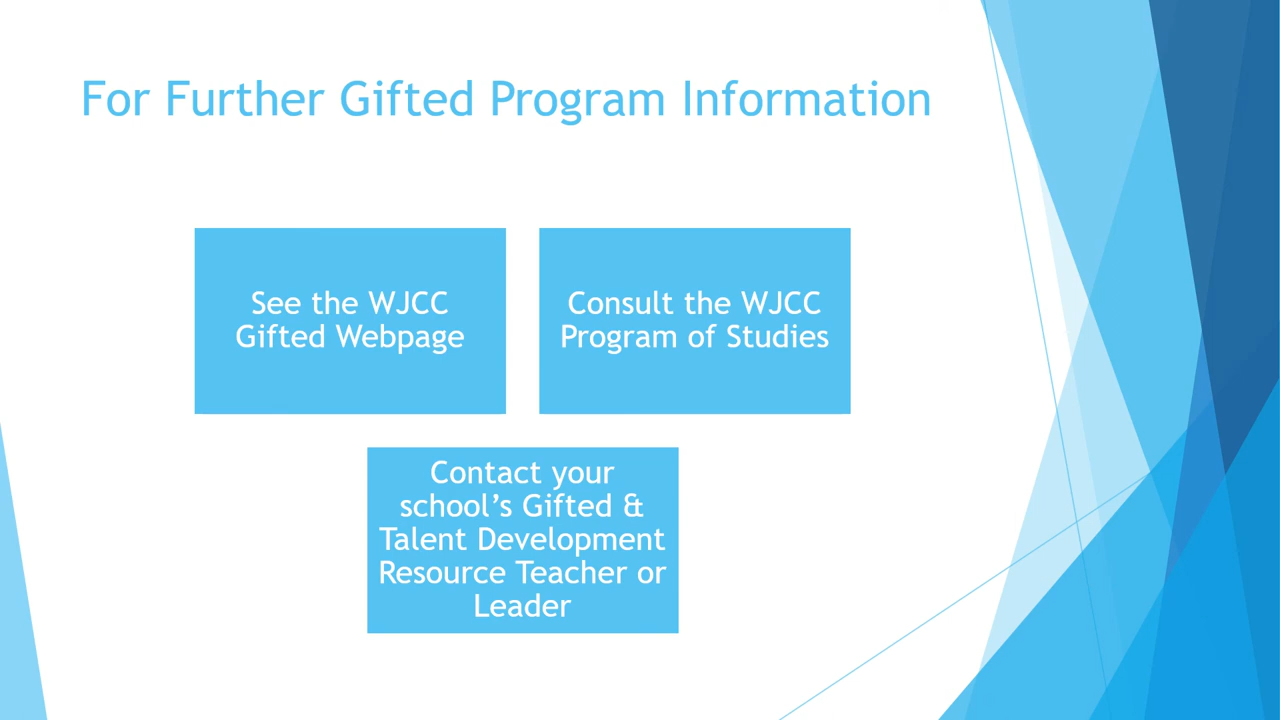 For Further Gifted Program Information
See the WJCC
Gifted Webpage
Consult the WJCC
Program of Studies
Contact your
school’s Gifted &
Talent Development
Resource Teacher or
Leader